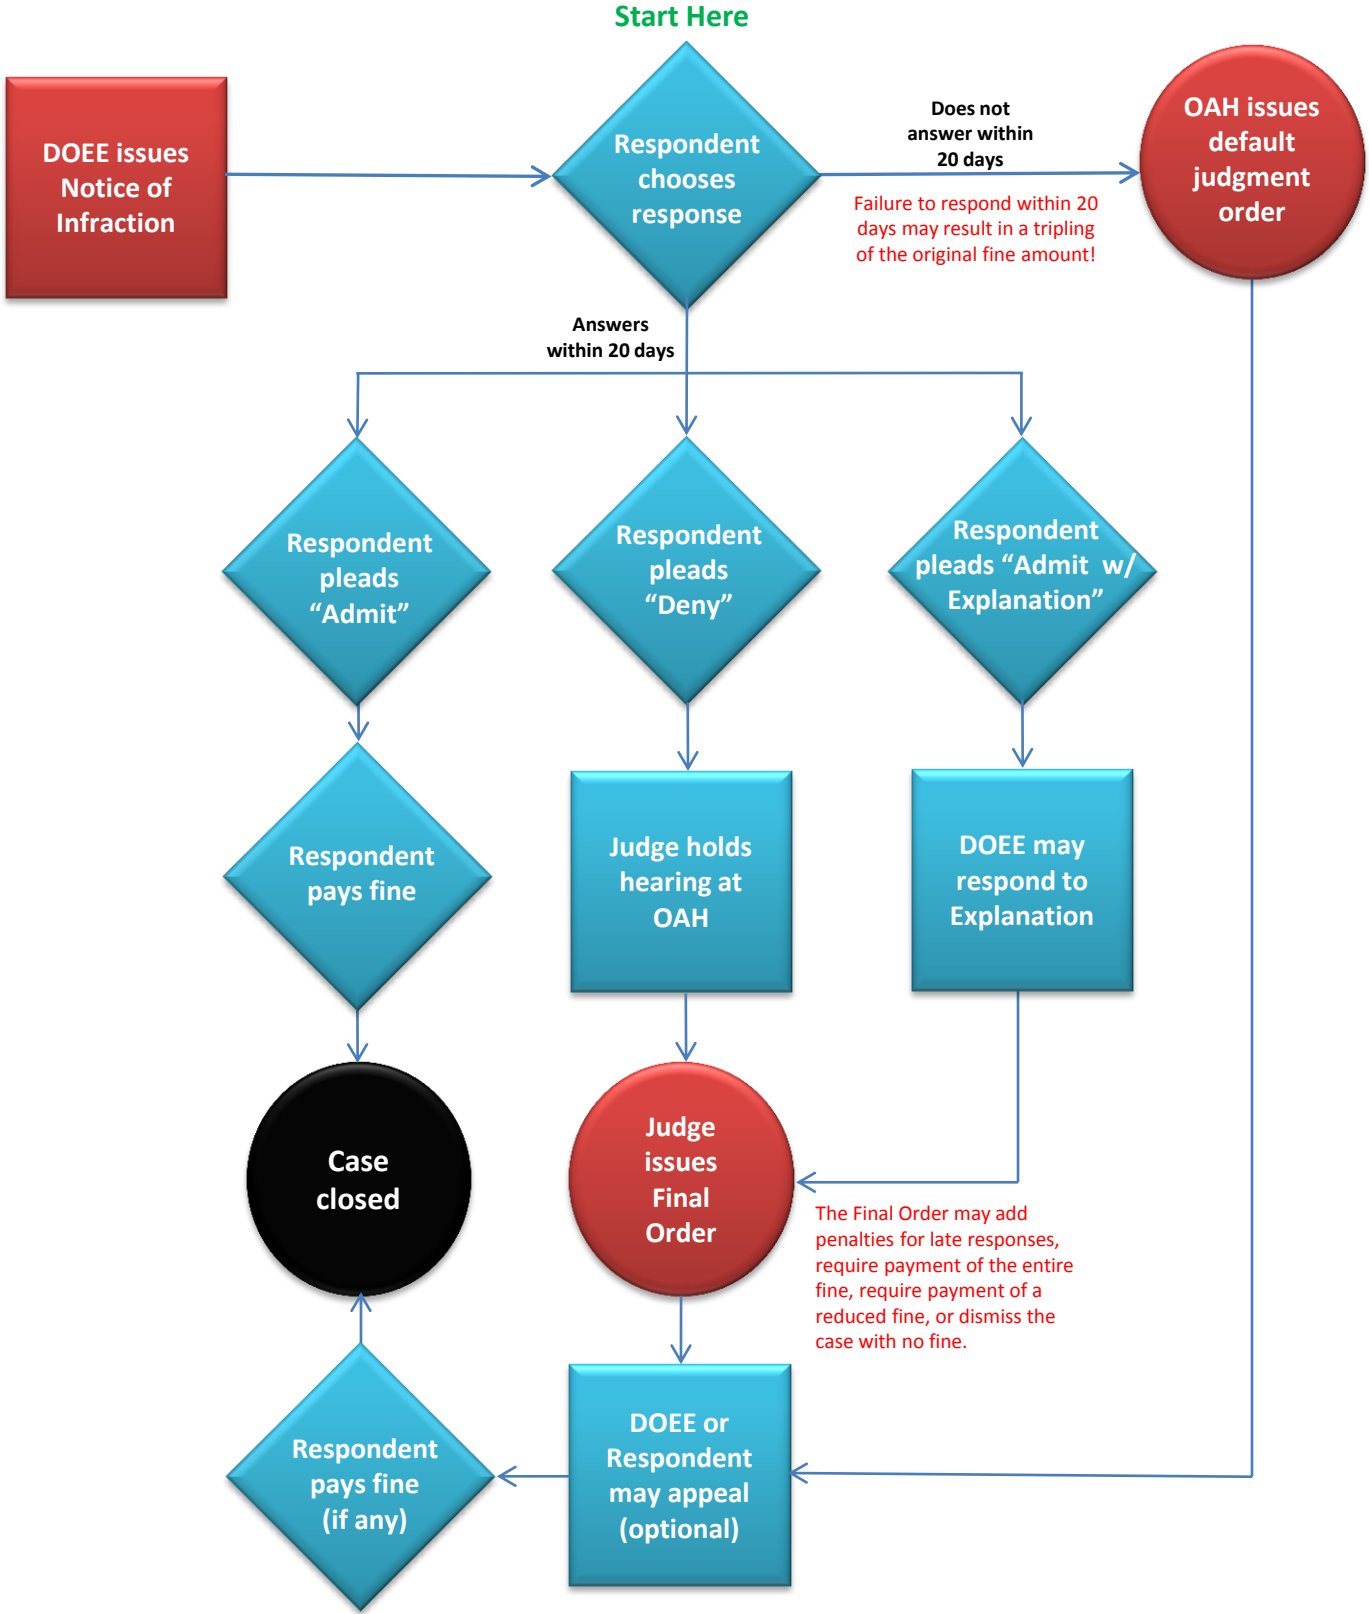 Start Here
DOEE issues
Notice of
Infraction
Respondent
chooses
response
Does not
answer within
20 days
Failure to respond within 20
days may result in a tripling
of the original fine amount!
OAH issues
default
judgment
order
Answers
within 20 days
Respondent
pleads
“Admit”
Respondent
pleads
“Deny”
Respondent
pleads “Admit w/
Explanation”
Respondent
pays fine
Judge holds
hearing at
OAH
DOEE may
respond to
Explanation
Case
closed
Judge
issues
Final
Order
The Final Order may add
penalties for late responses,
require payment of the entire
fine, require payment of a
reduced fine, or dismiss the
case with no fine.
Respondent
pays fine
(if any)
DOEE or
Respondent
may appeal
(optional)